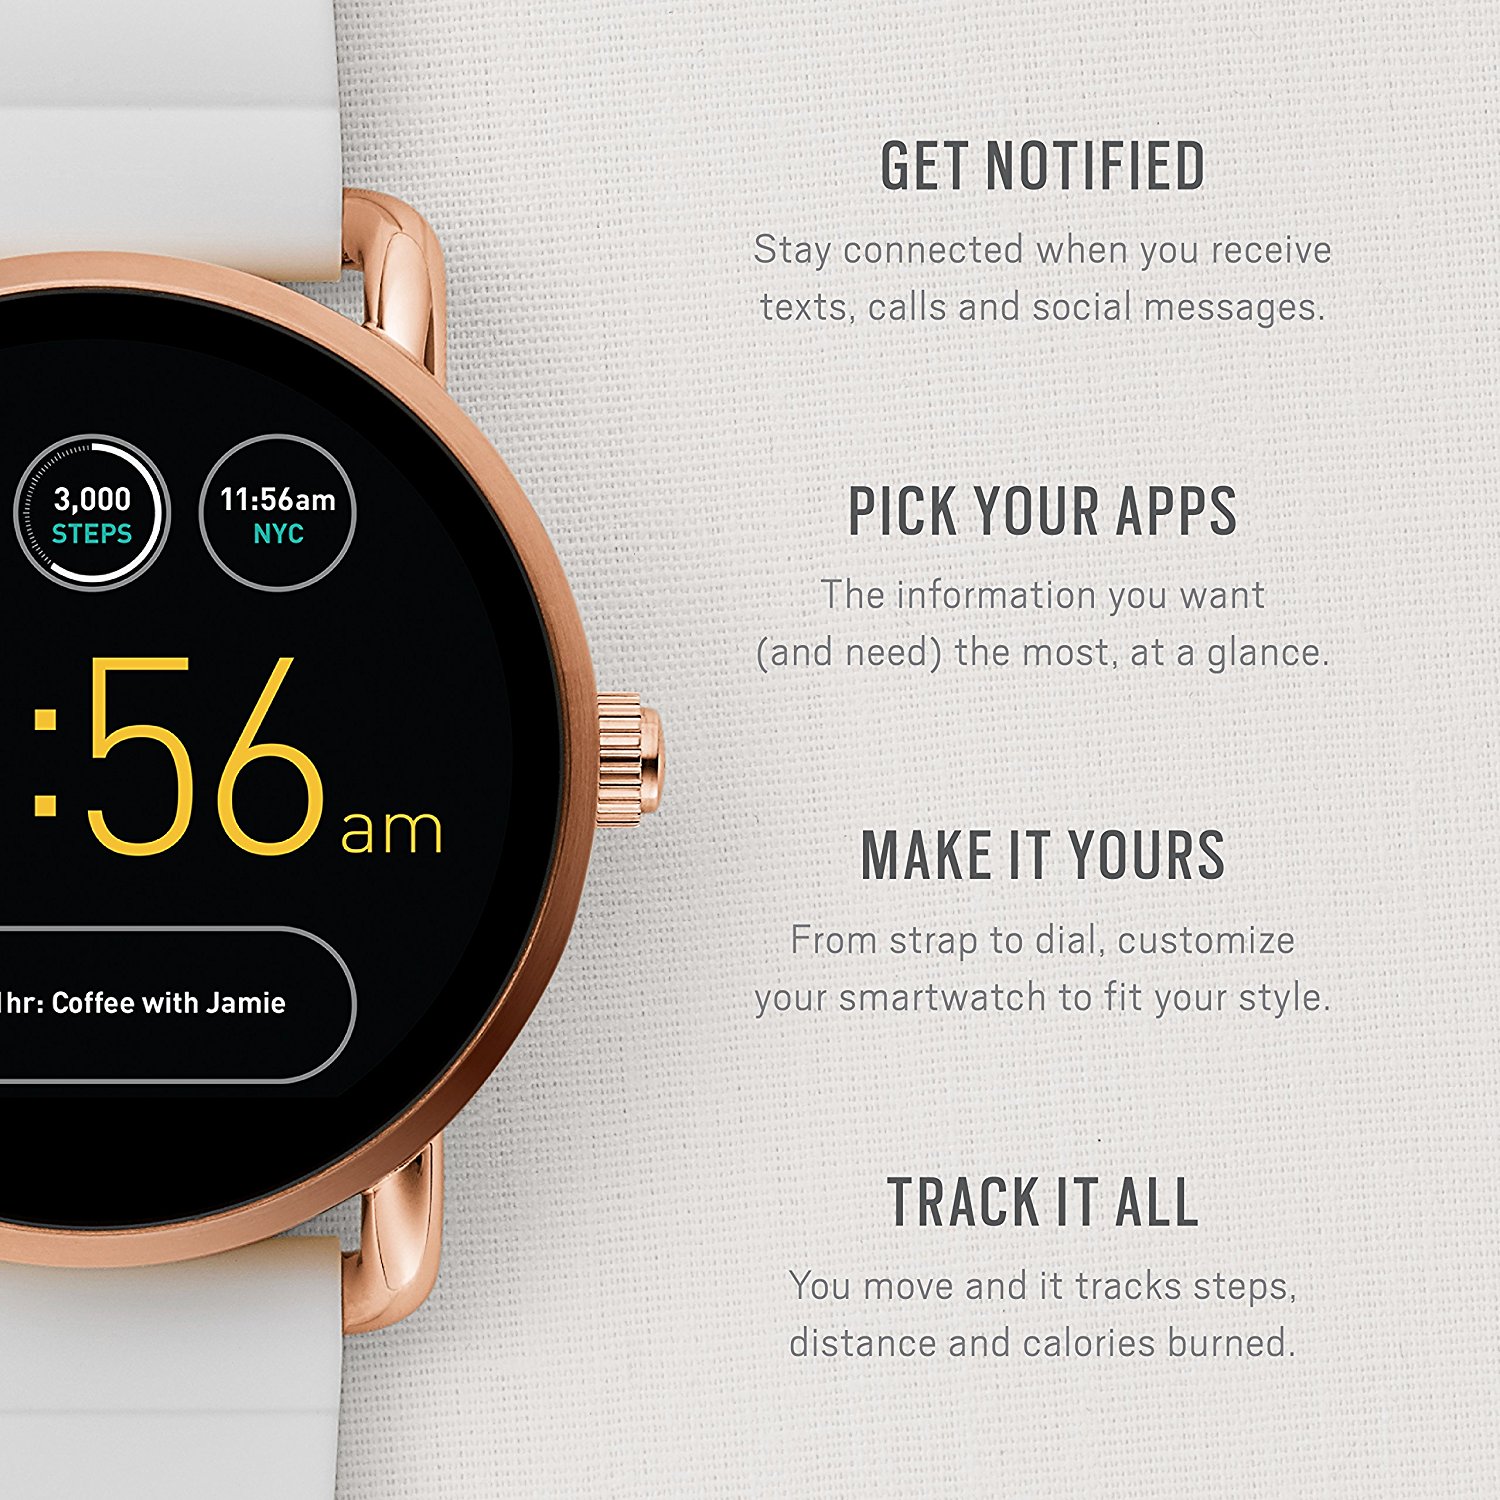 3,000
STEPS
11:56am
NYC
:56am
1hr: Coffee with Jamie
GET NOTIFIED
Stay connected when you receive
texts, calls and social messages.
PICK YOUR APPS
The information you want
(and need) the most, at a glance.
MAKE IT YOURS
From strap to dial, customize
your smartwatch to fit your style.
TRACK IT ALL
You move and it tracks steps,
distance and calories burned.